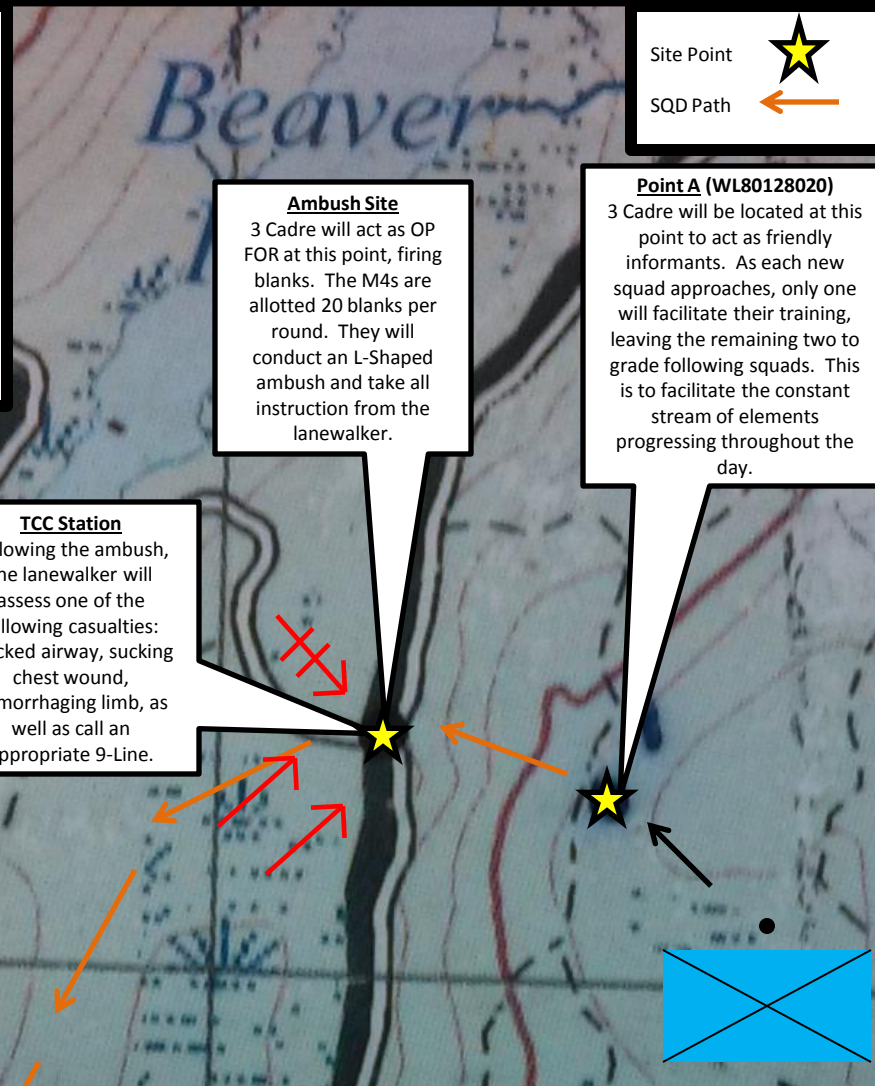 Beaver
Site Point
SQD Path
Ambush Site
3 Cadre will act as OP
FOR at this point, firing
blanks. The M4s are
allotted 20 blanks per
round. They will
conduct an L-Shaped
ambush and take all
instruction from the
lanewalker.
Point A (WL80128020)
3 Cadre will be located at this
point to act as friendly
informants. As each new
squad approaches, only one
will facilitate their training,
leaving the remaining two to
grade following squads. This
is to facilitate the constant
stream of elements
progressing throughout the
day.
TCC Station
lowing the ambush,
he lanewalker will
assess one of the
llowing casualties:
cked airway, sucking
chest wound,
morrhaging limb, as
well as call an
ppropriate 9-Line.